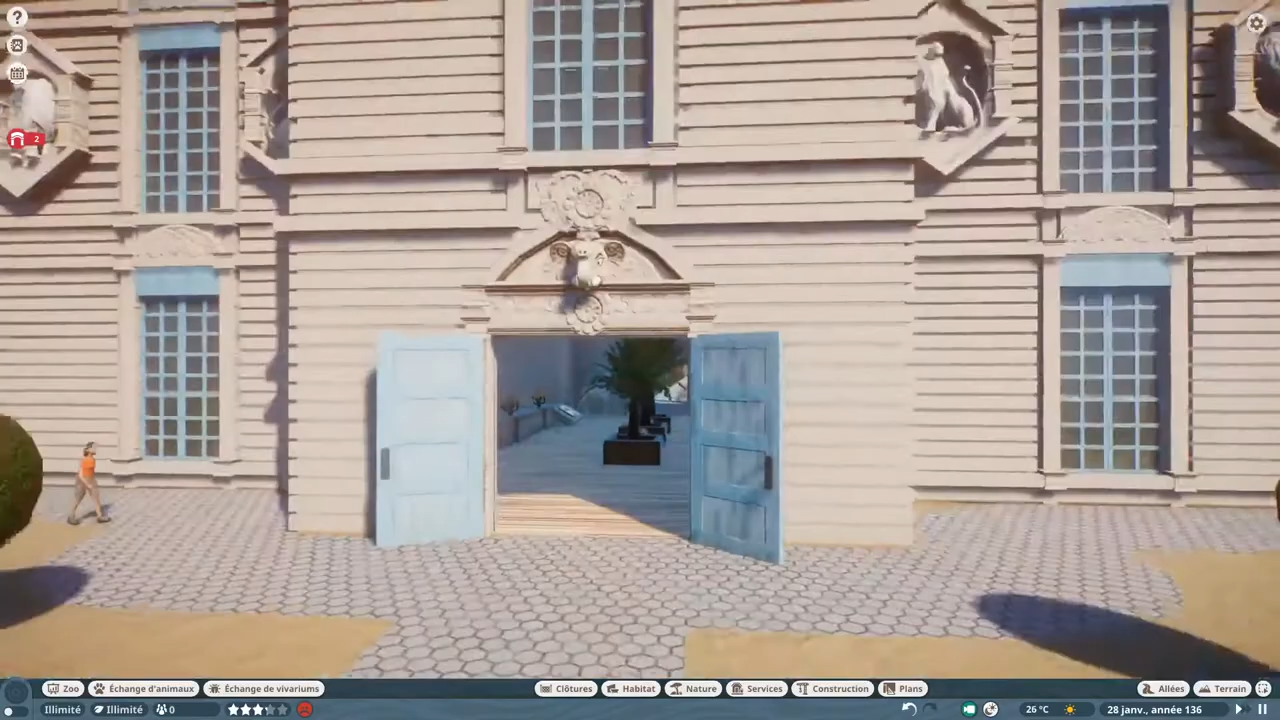 ?
2
Zoo Échange d'animaux Échange de vivariums Clôtures Habitat Nature Services Construction Plans Allées Terrain
Illimité Illimité 0 26 °C 28 janv., année 136